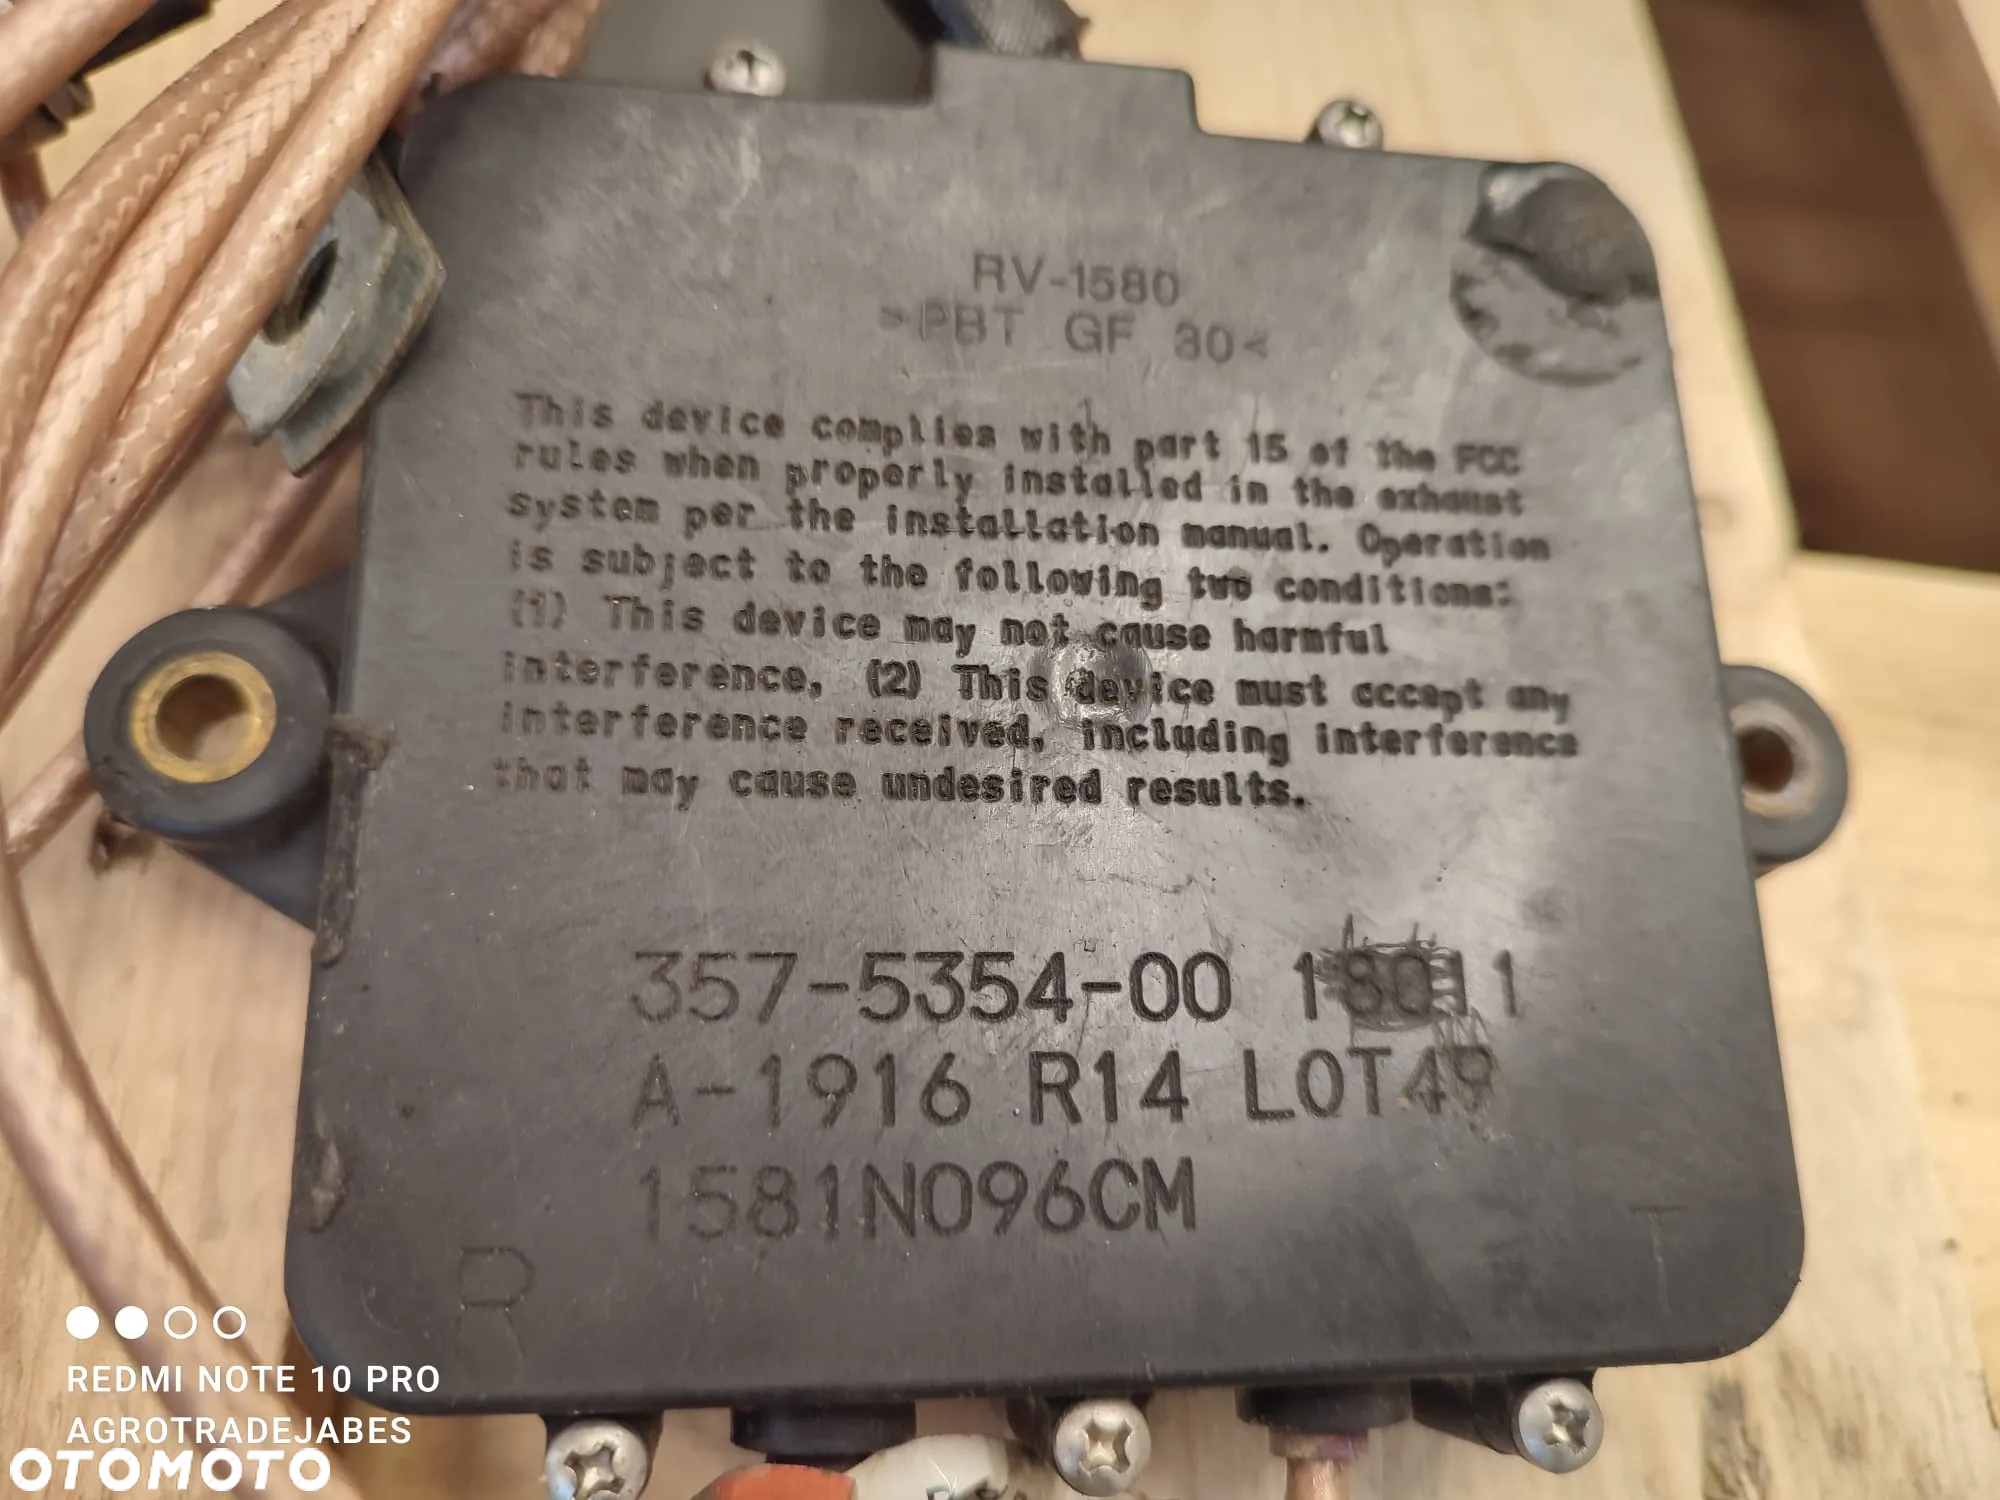 RV-1580
>PBT GF 30<
This device complies with part 15 of the FCC
rules when properly installed in the exhaust
system per the installation manual. Operation
is subject to the following two conditions:
(1) This device may not cause harmful
interference, (2) This device must accept any
interference received, including interference
that may cause undesired results.
357-5354-00 18011
A-1916 R14 LOT49
1581N096CM
R
T
REDMI NOTE 10 PRO
AGROTRADEJABES
OTOMOTO